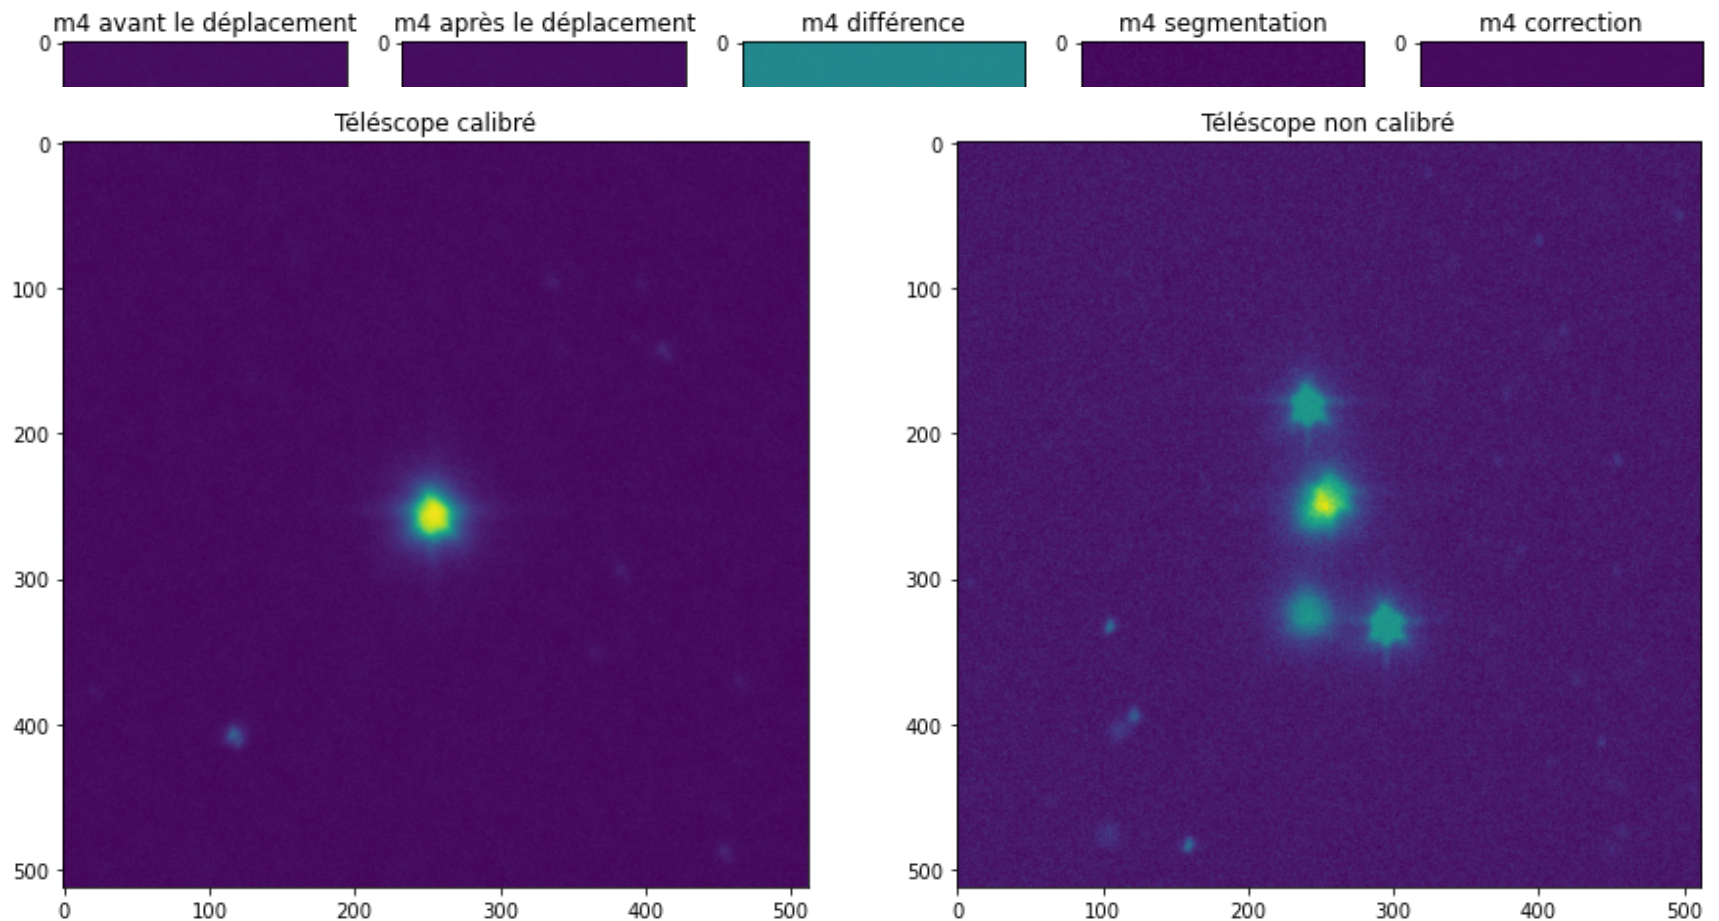 m4 avant le déplacement m4 après le déplacement m4 différence m4 segmentation m4 correction
0 0 0 0 0
Téléscope calibré Téléscope non calibré
0 0
100 100
200 200
300 300
400 400
500 500
0 100 200 300 400 500 0 100 200 300 400 500